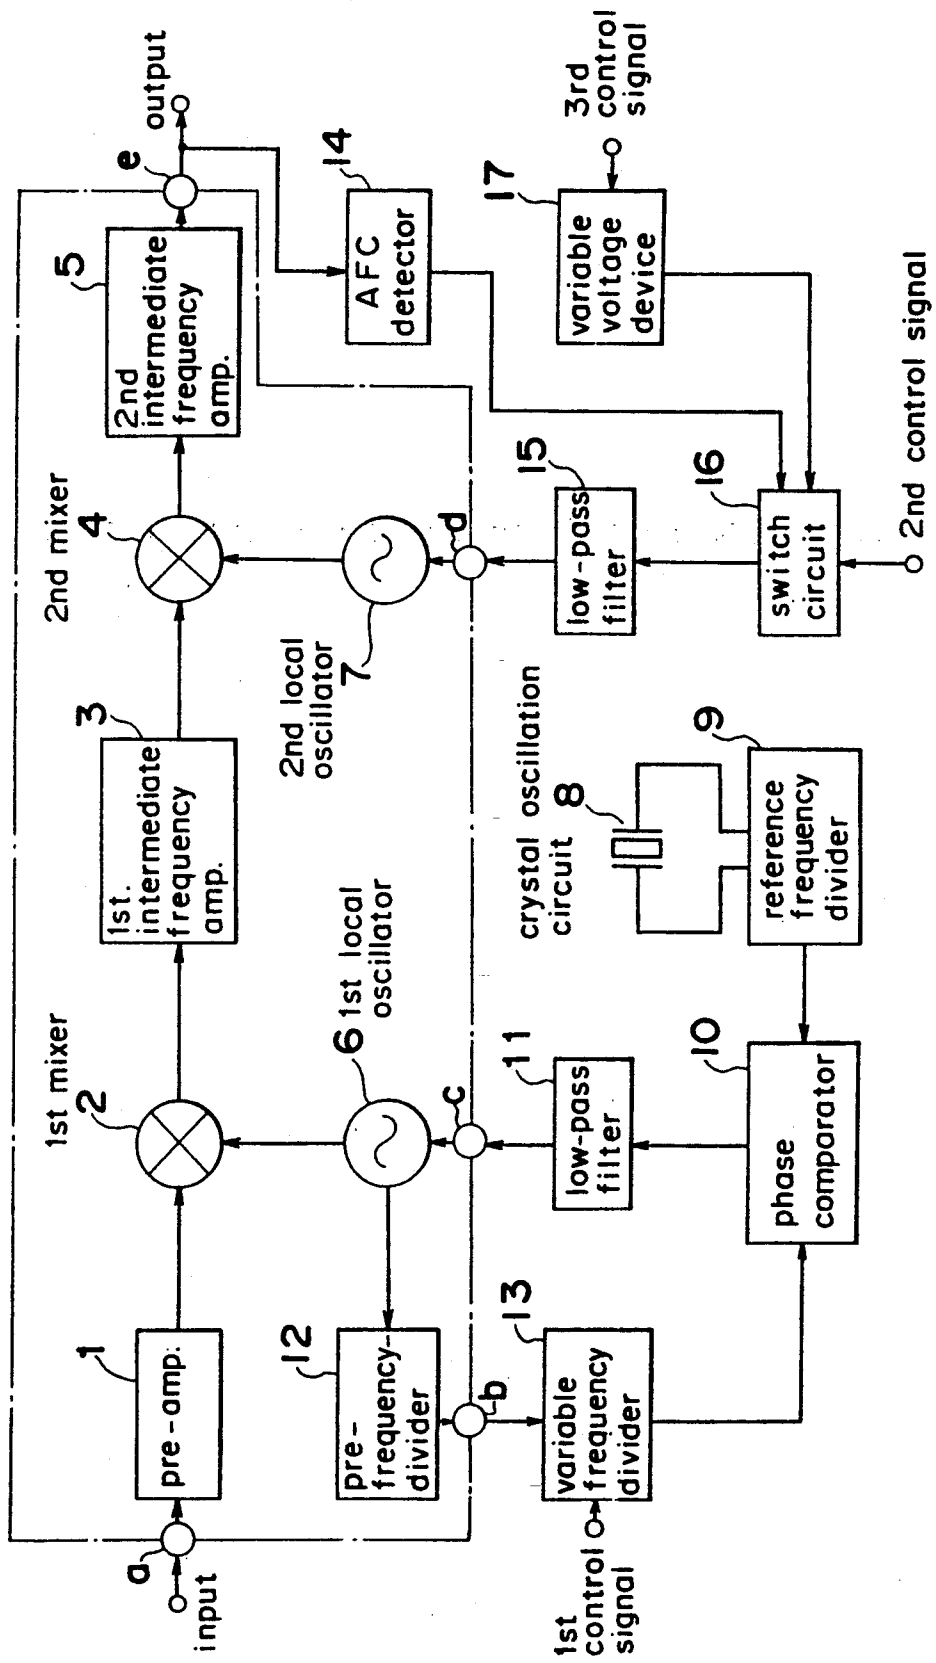 1st mixer
2
2nd mixer
4
5
e
output
input
a
1
pre-amp.
1st.
intermediate
frequency
amp.
3
2nd
intermediate
frequency
amp.
12
pre-
frequency-
divider
6
1st local
oscillator
2nd local
oscillator
7
14
AFC
detector
b
c
d
1st
control
signal
13
variable
frequency
divider
11
low-pass
filter
crystal oscillation
circuit
8
15
low-pass
filter
17
variable
voltage
device
3rd
control
signal
10
phase
comparator
9
reference
frequency
divider
16
switch
circuit
2nd control signal